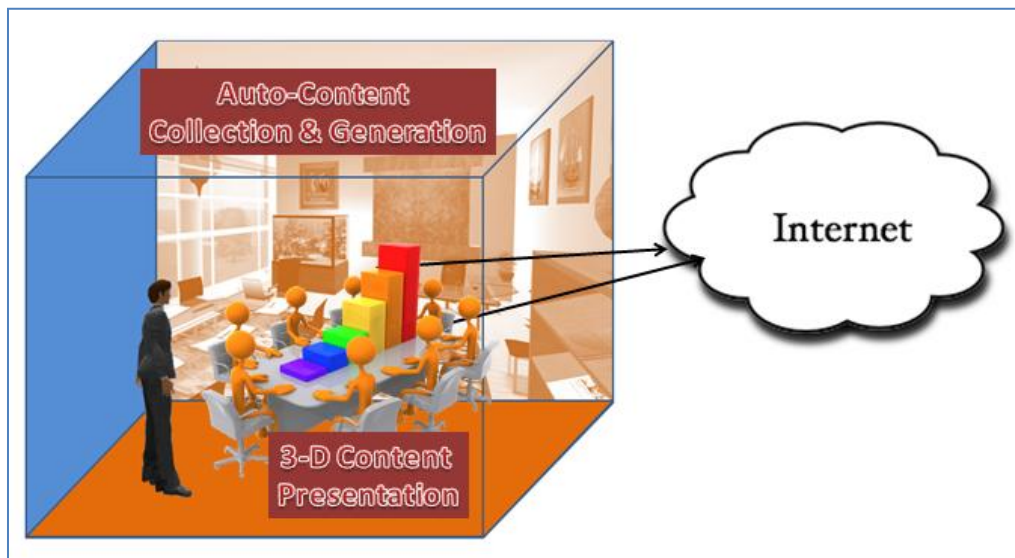 Auto-Content
Collection & Generation
Internet
3-D Content
Presentation